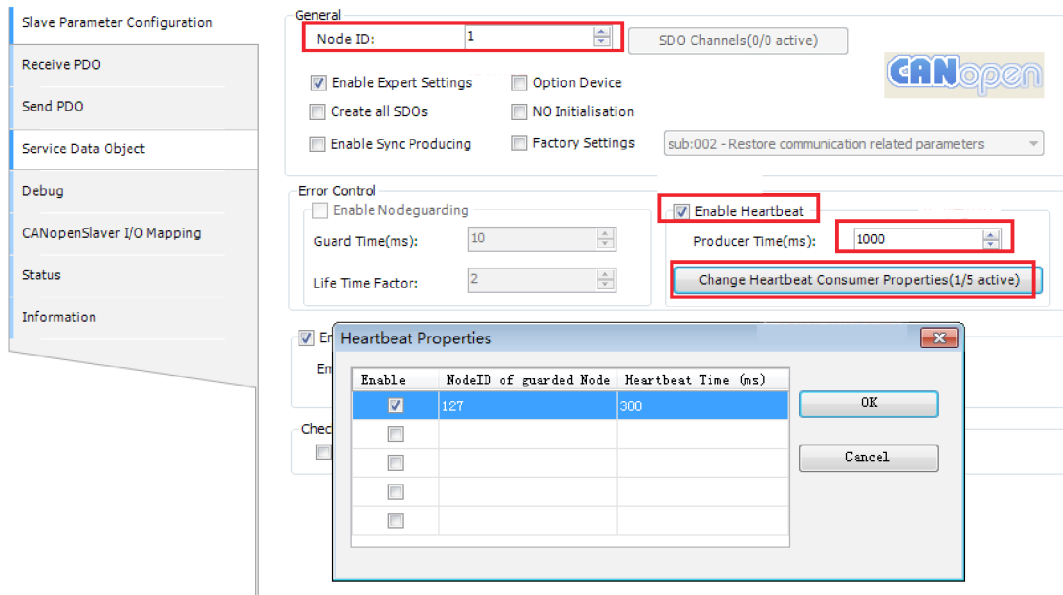 Slave Parameter Configuration
Receive PDO
Send PDO
Service Data Object
Debug
CANopenSlaver I/O Mapping
Status
Information
General
Node ID: 1 SDO Channels(0/0 active)
CANopen
Enable Expert Settings Option Device
Create all SDOs NO Initialisation
Enable Sync Producing Factory Settings sub:002 - Restore communication related parameters
Error Control
Enable Nodeguarding
Guard Time(ms): 10
Life Time Factor: 2
Enable Heartbeat
Producer Time(ms): 1000
Change Heartbeat Consumer Properties(1/5 active)
Heartbeat Properties
Enable NodeID of guarded Node Heartbeat Time (ms)
127 300
OK
Cancel